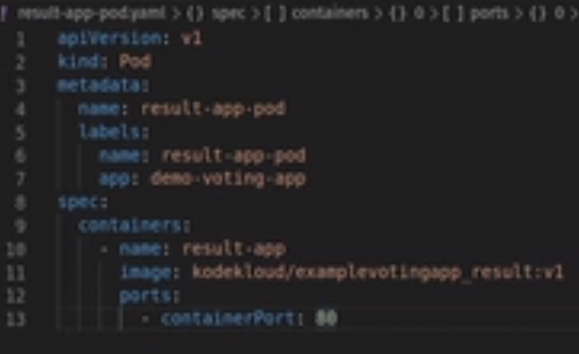 result-app-pod.yaml > {} spec > [ ] containers > {} 0 > [ ] ports > {} 0 >
1 apiVersion: v1
2 kind: Pod
3 metadata:
4   name: result-app-pod
5   labels:
6     name: result-app-pod
7     app: demo-voting-app
8 spec:
9   containers:
10     - name: result-app
11       image: kodekloud/examplevotingapp_result:v1
12       ports:
13         - containerPort: 80